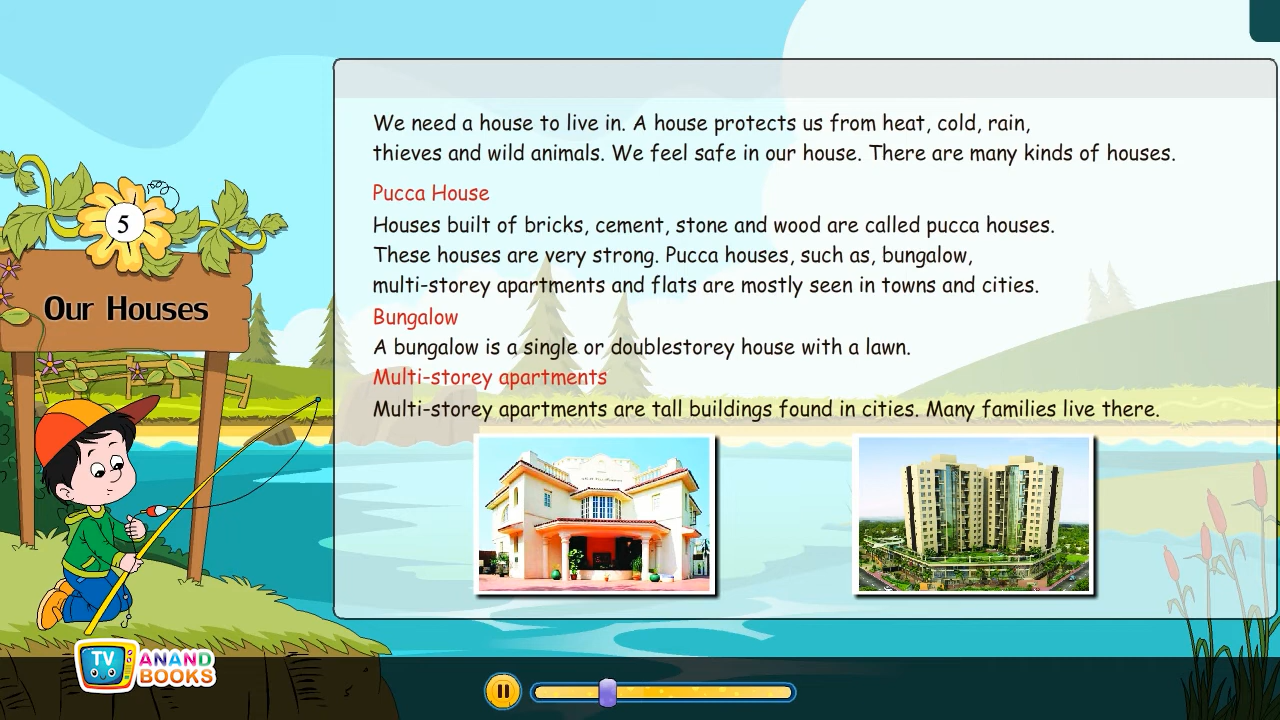 We need a house to live in. A house protects us from heat, cold, rain,
thieves and wild animals. We feel safe in our house. There are many kinds of houses.
Pucca House
Houses built of bricks, cement, stone and wood are called pucca houses.
These houses are very strong. Pucca houses, such as, bungalow,
multi-storey apartments and flats are mostly seen in towns and cities.
Bungalow
A bungalow is a single or doublestorey house with a lawn.
Multi-storey apartments
Multi-storey apartments are tall buildings found in cities. Many families live there.
5
Our Houses
TV
ANAND
BOOKS